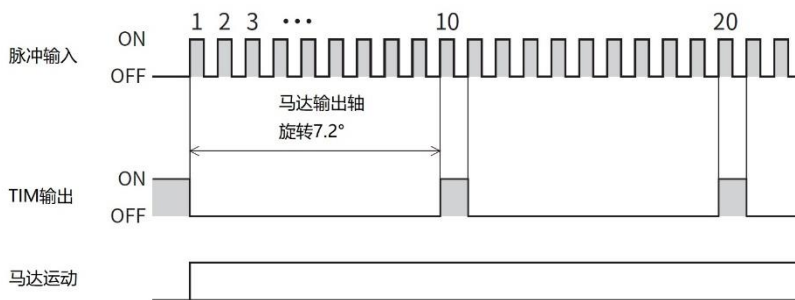 1 2 3 ••• 10 20
脉冲输入
ON
OFF
马达输出轴
旋转7.2°
TIM输出
ON
OFF
马达运动